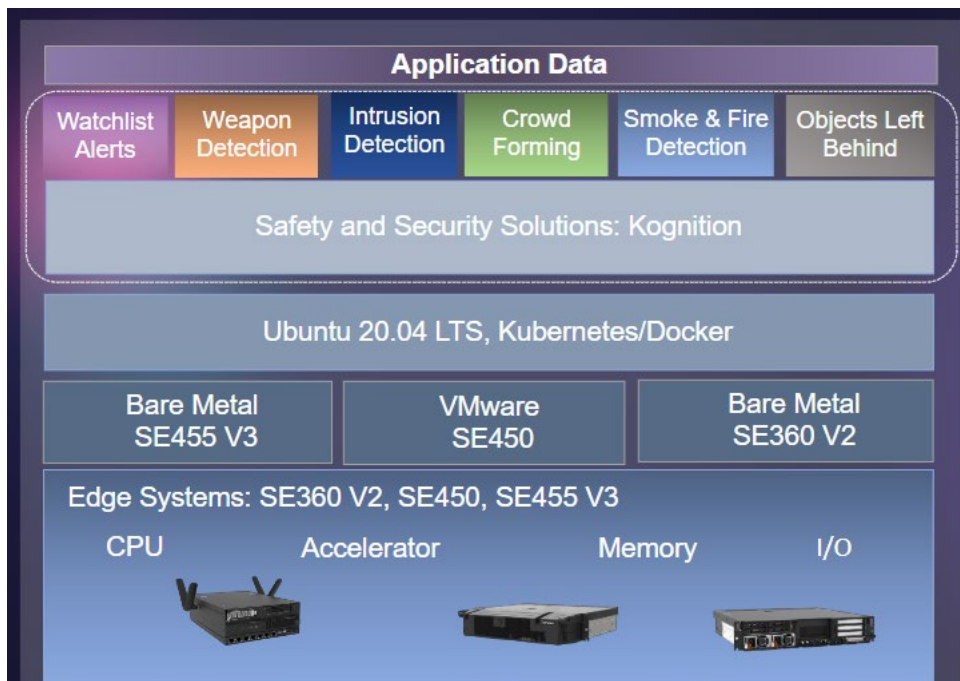 Application Data
Watchlist
Alerts
Weapon
Detection
Intrusion
Detection
Crowd
Forming
Smoke & Fire
Detection
Objects Left
Behind
Safety and Security Solutions: Kognition
Ubuntu 20.04 LTS, Kubernetes/Docker
Bare Metal
SE455 V3
VMware
SE450
Bare Metal
SE360 V2
Edge Systems: SE360 V2, SE450, SE455 V3
CPU
Accelerator
Memory
I/O